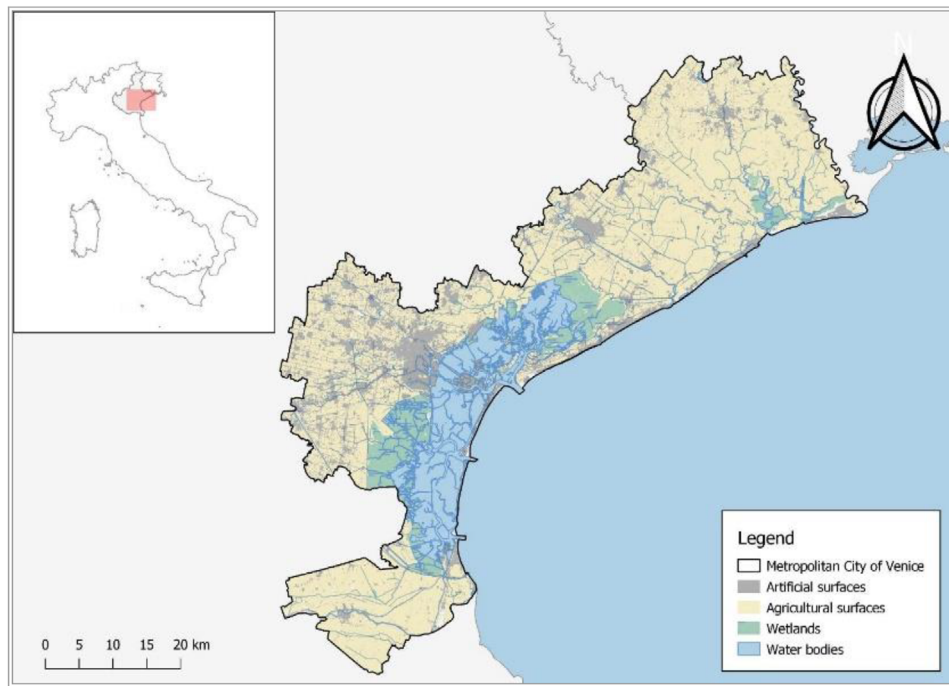 N
Legend
Metropolitan City of Venice
Artificial surfaces
Agricultural surfaces
Wetlands
Water bodies
0 5 10 15 20 km